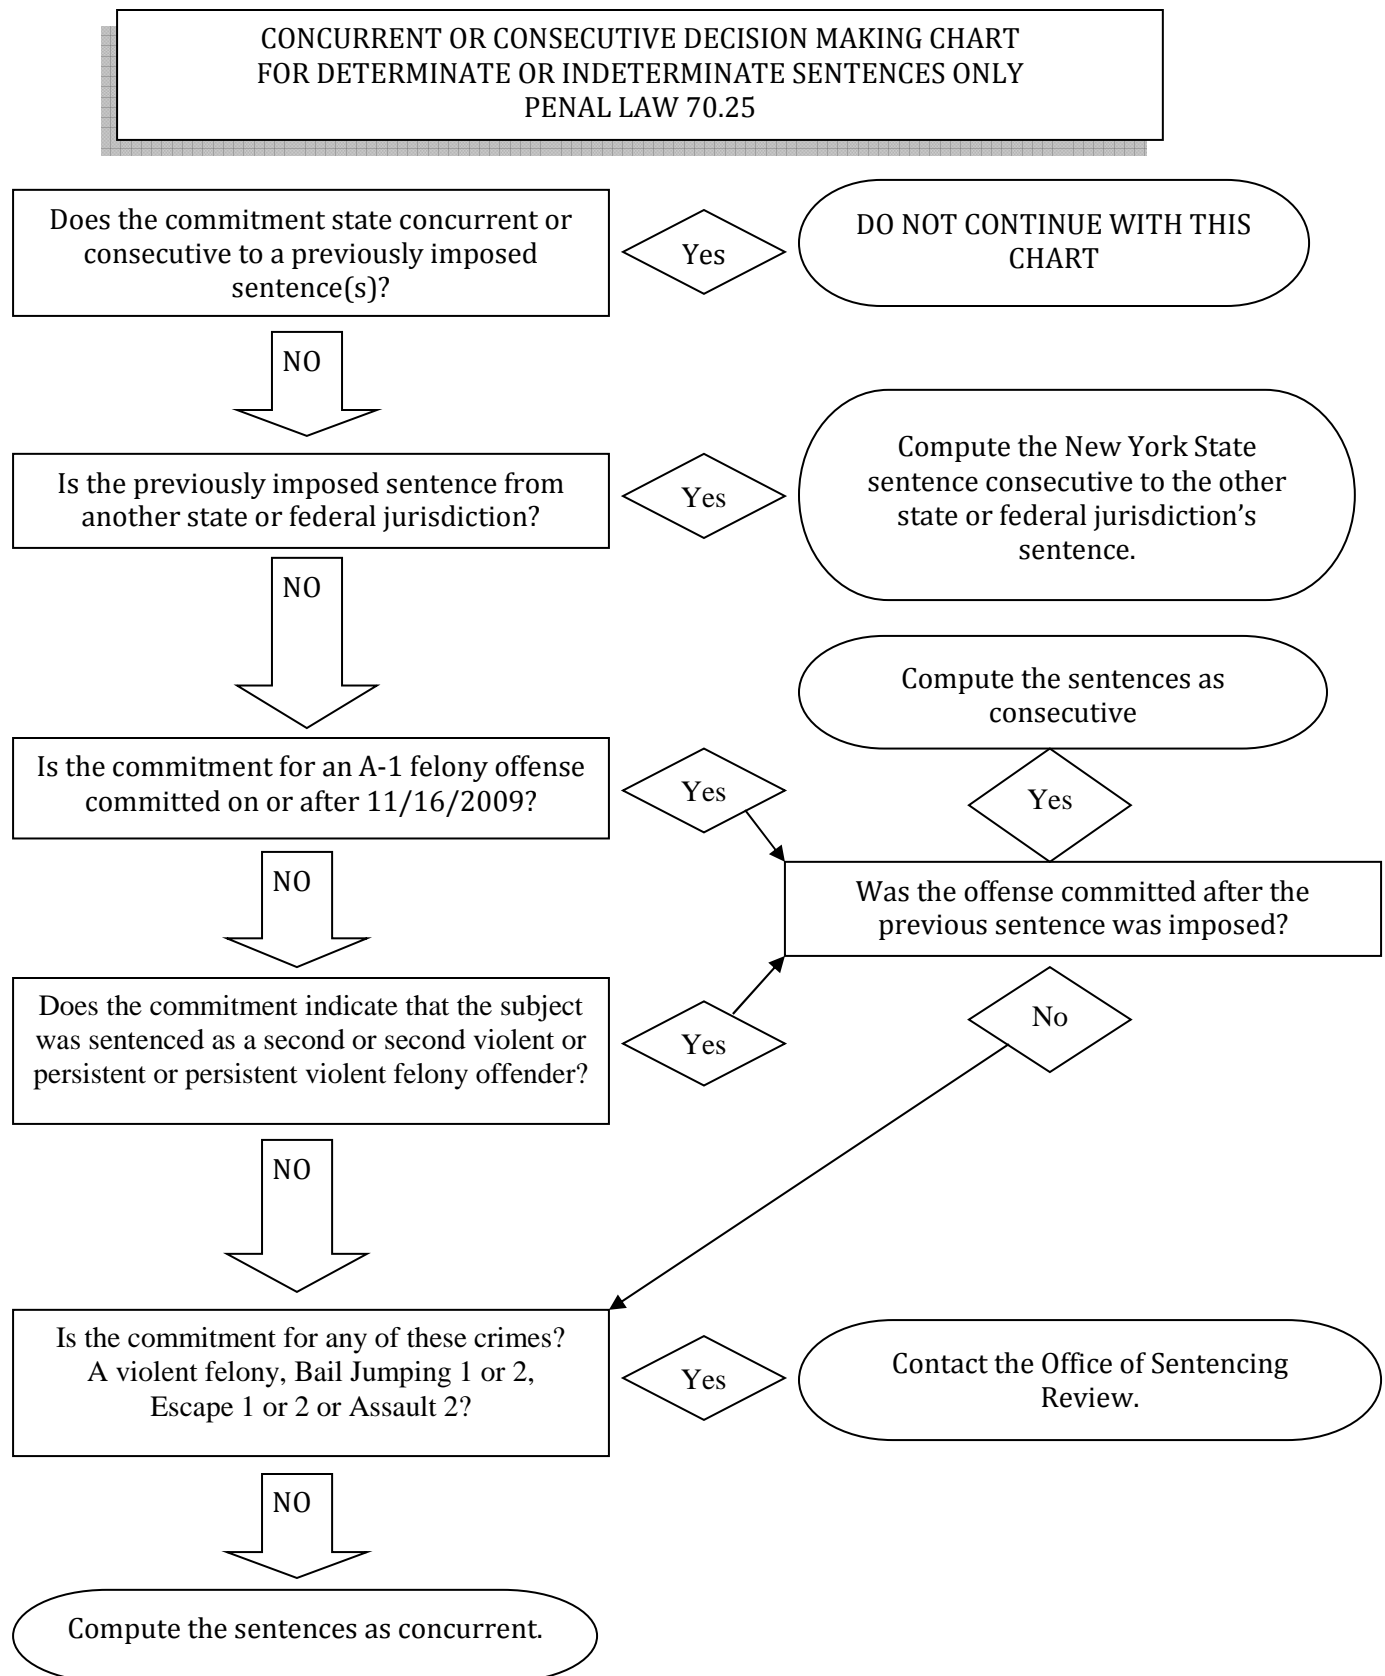 CONCURRENT OR CONSECUTIVE DECISION MAKING CHART
FOR DETERMINATE OR INDETERMINATE SENTENCES ONLY
PENAL LAW 70.25
Does the commitment state concurrent or
consecutive to a previously imposed
sentence(s)?
Yes
DO NOT CONTINUE WITH THIS
CHART
NO
Is the previously imposed sentence from
another state or federal jurisdiction?
Yes
Compute the New York State
sentence consecutive to the other
state or federal jurisdiction’s
sentence.
NO
Compute the sentences as
consecutive
Is the commitment for an A-1 felony offense
committed on or after 11/16/2009?
Yes
Yes
NO
Was the offense committed after the
previous sentence was imposed?
Does the commitment indicate that the subject
was sentenced as a second or second violent or
persistent or persistent violent felony offender?
Yes
No
NO
Is the commitment for any of these crimes?
A violent felony, Bail Jumping 1 or 2,
Escape 1 or 2 or Assault 2?
Yes
Contact the Office of Sentencing
Review.
NO
Compute the sentences as concurrent.